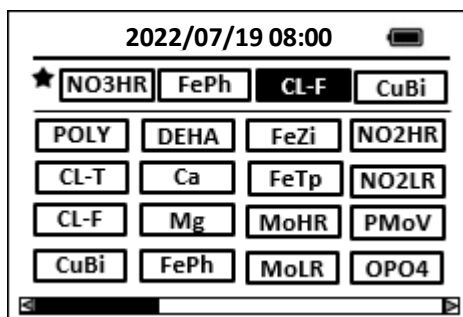 2022/07/19 08:00
NO3HR FePh CL-F CuBi
POLY DEHA FeZi NO2HR
CL-T Ca FeTp NO2LR
CL-F Mg MoHR PMoV
CuBi FePh MoLR OPO4